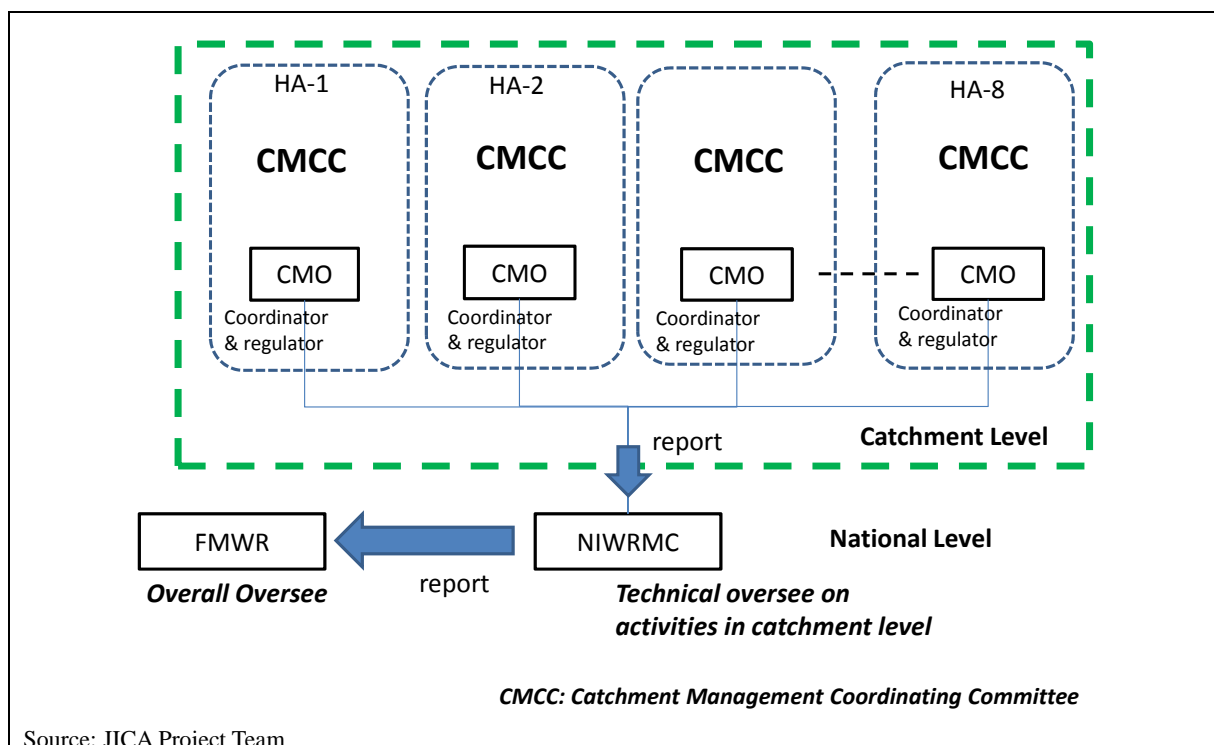 HA-1
HA-2
HA-8
CMCC
CMCC
CMCC
CMCC
CMO
CMO
CMO
CMO
Coordinator
& regulator
Coordinator
& regulator
Coordinator
& regulator
Coordinator
& regulator
report
Catchment Level
FMWR
NIWRMC
National Level
report
Overall Oversee
Technical oversee on
activities in catchment level
CMCC: Catchment Management Coordinating Committee
Source: JICA Project Team